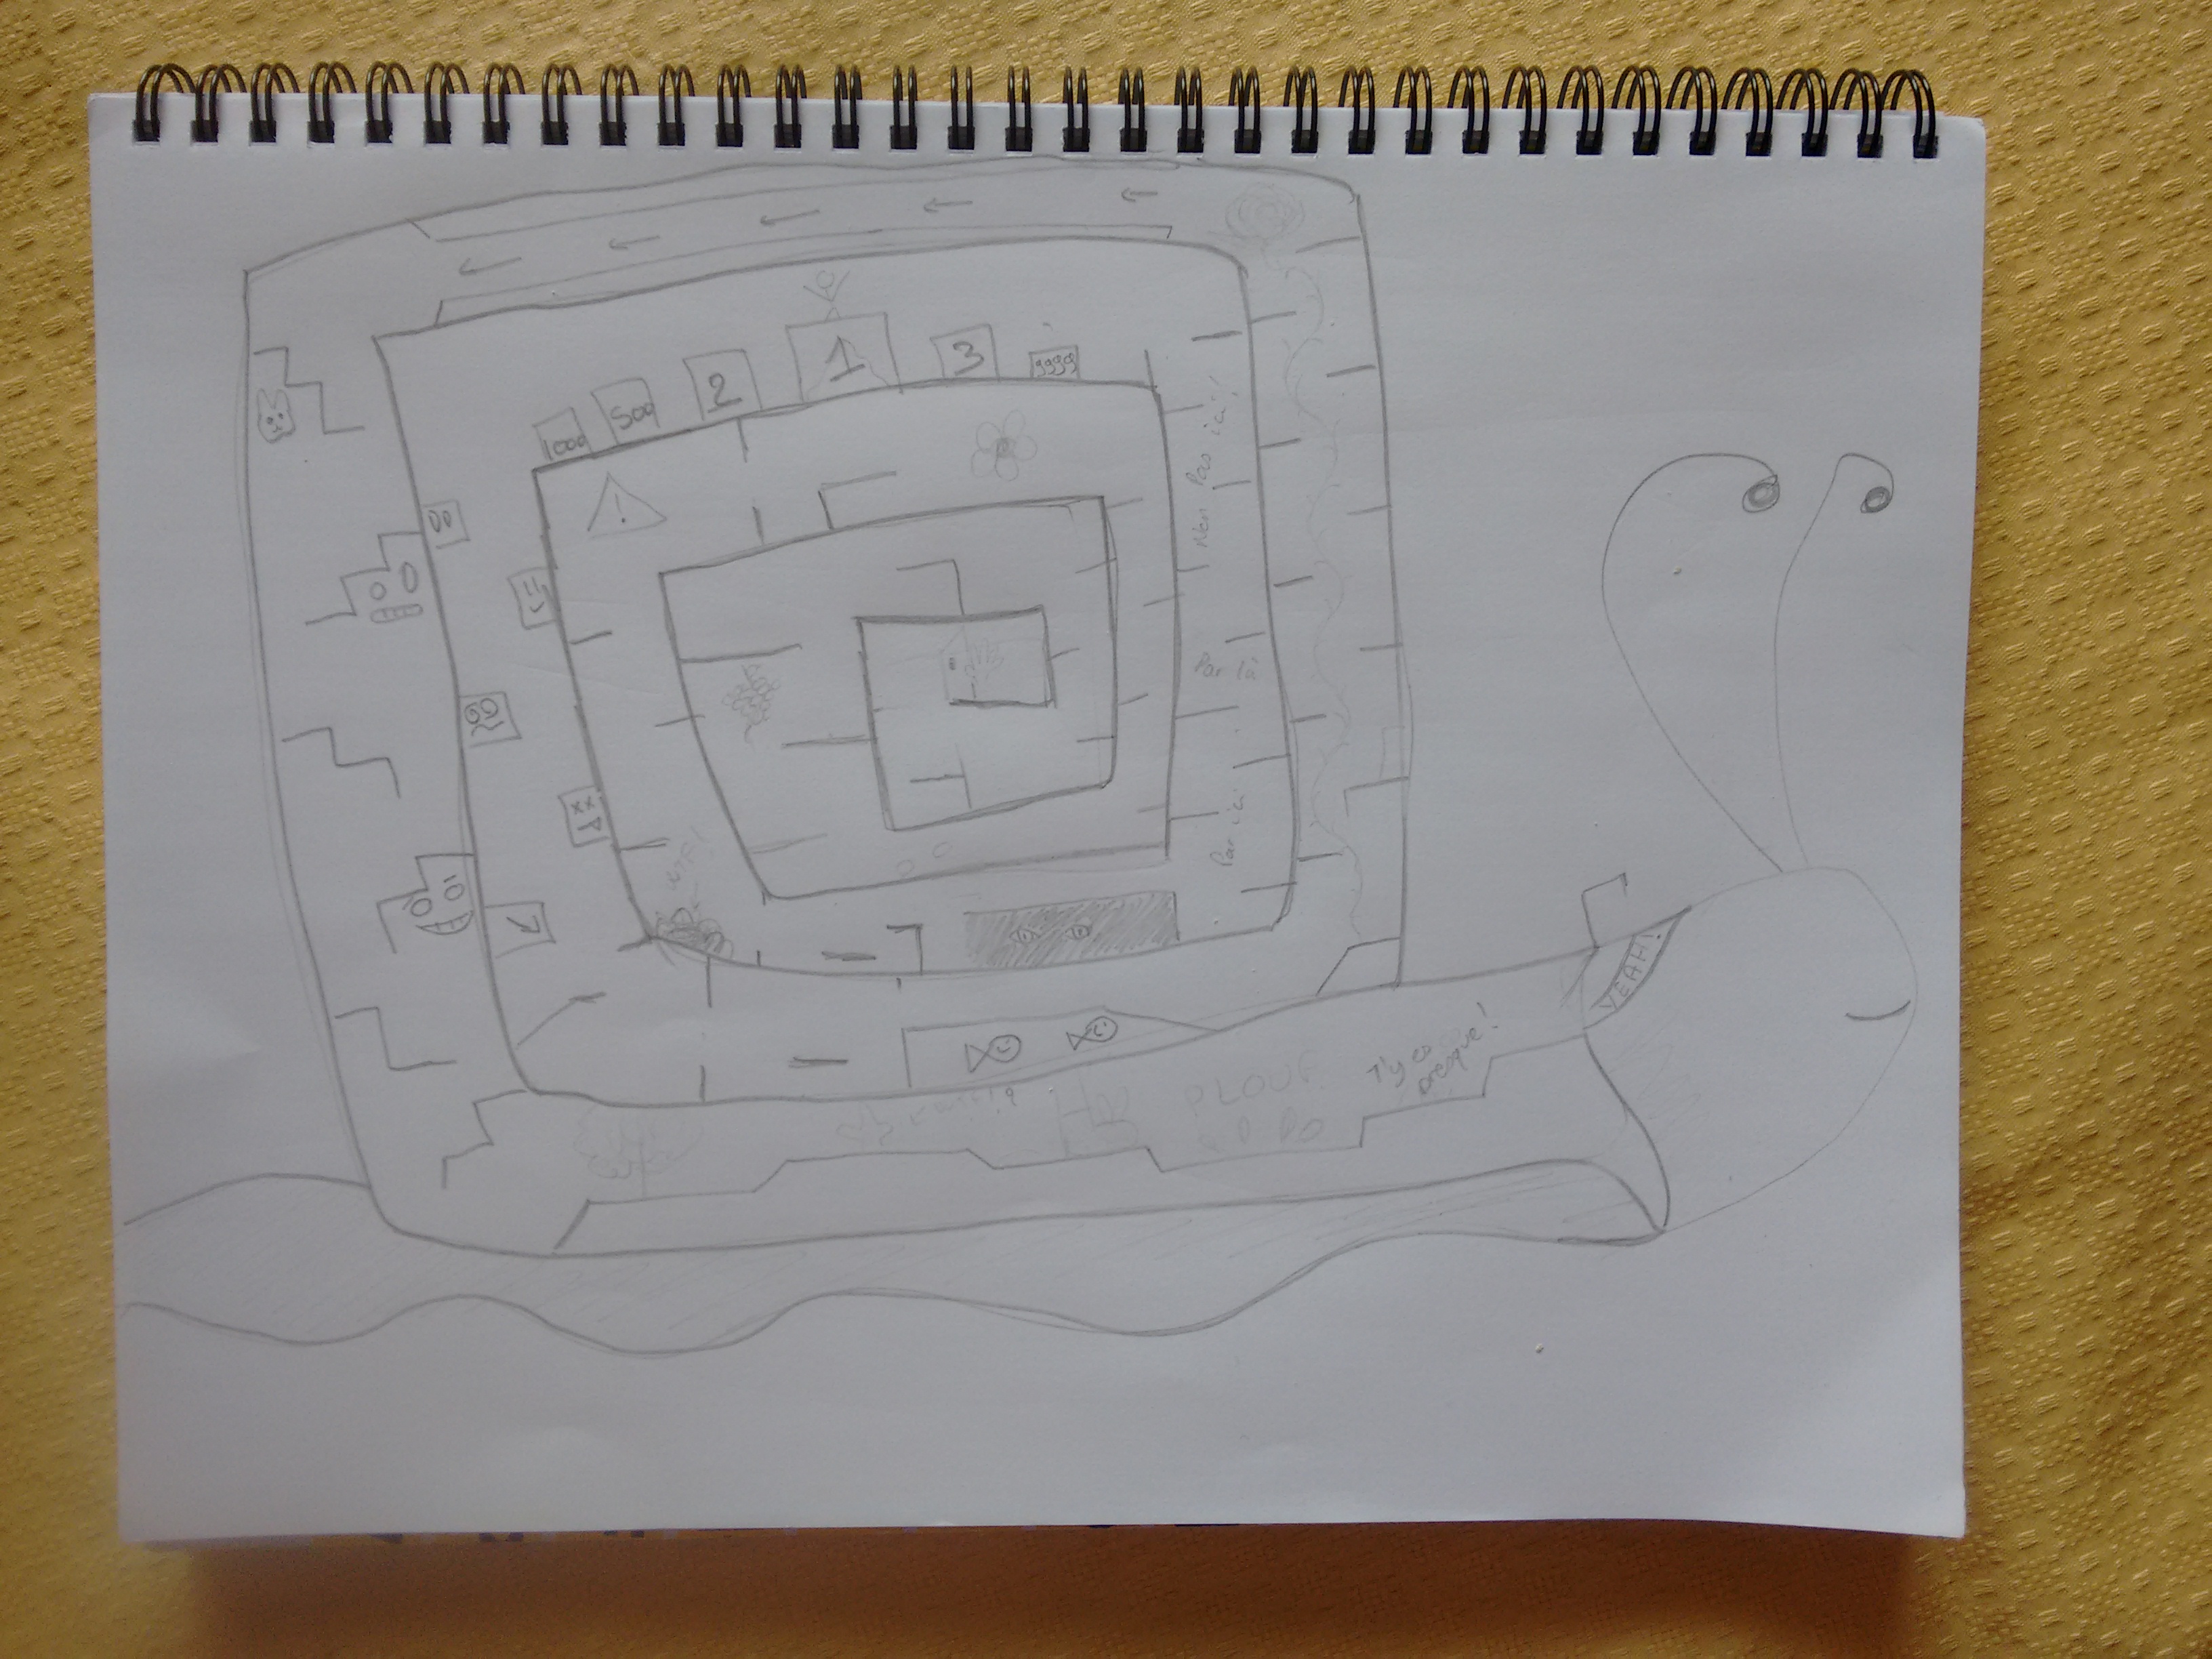 1000
500
2
1
3
9999
!
Non Pas ici!
Par là
Par ici
PLOUF
T'y es
presque!
YEAH!